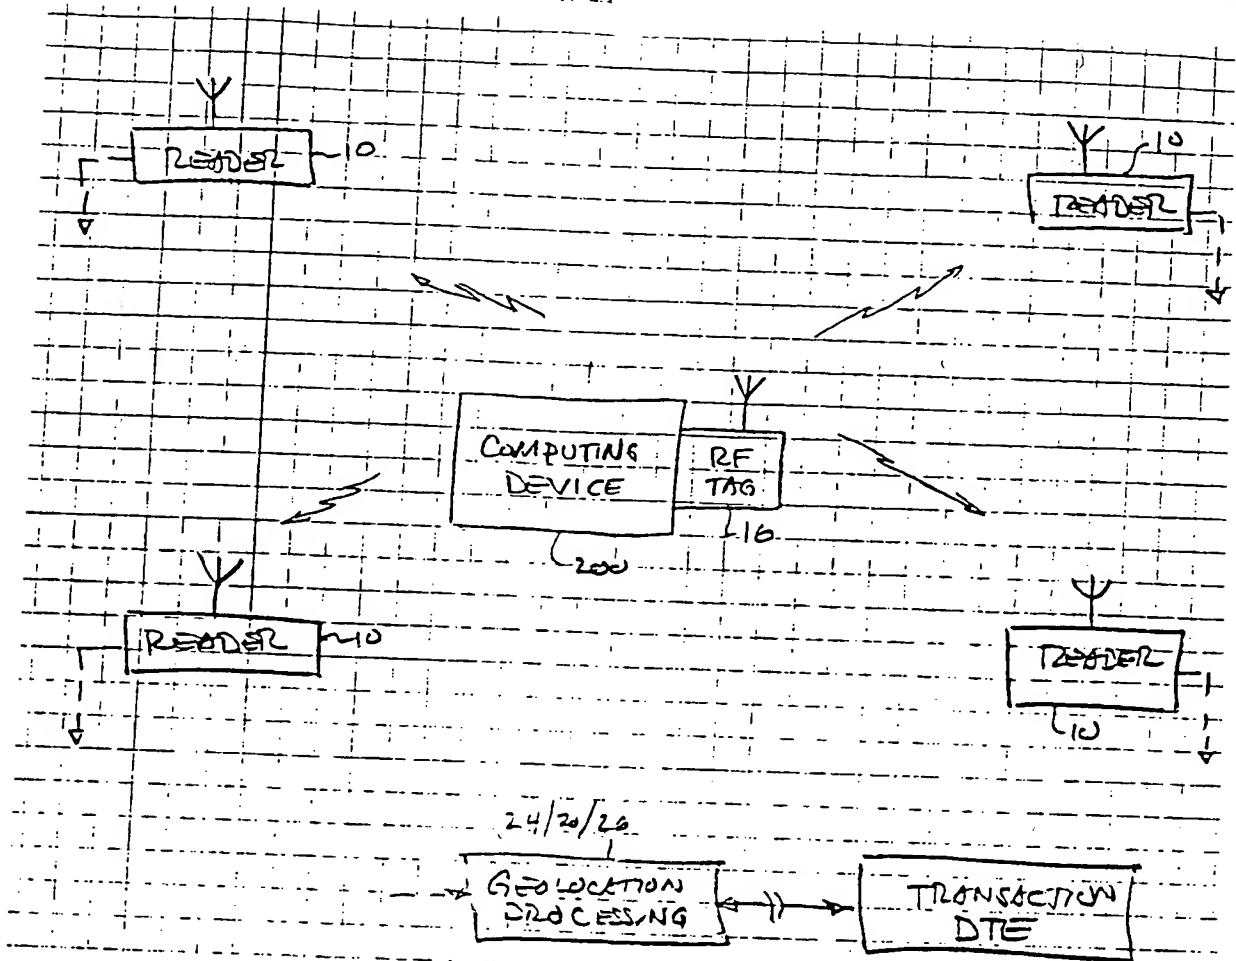 READER 10
10
READER
COMPUTING
DEVICE
RF
TAG
16
200
READER 10
READER
10
24/20/26
GEOLOCATION
PROCESSING
TRANSACTION
DTE